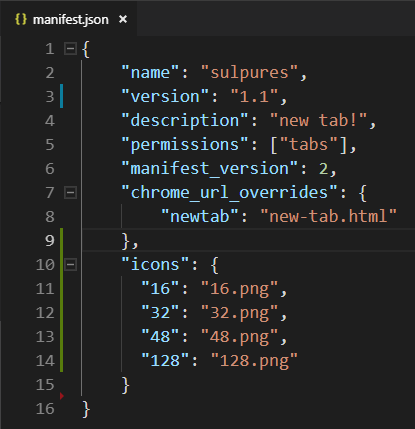 {} manifest.json ×
1 {
2 "name": "sulpures",
3 "version": "1.1",
4 "description": "new tab!",
5 "permissions": ["tabs"],
6 "manifest_version": 2,
7 "chrome_url_overrides": {
8 "newtab": "new-tab.html"
9 },
10 "icons": {
11 "16": "16.png",
12 "32": "32.png",
13 "48": "48.png",
14 "128": "128.png"
15 }
16 }